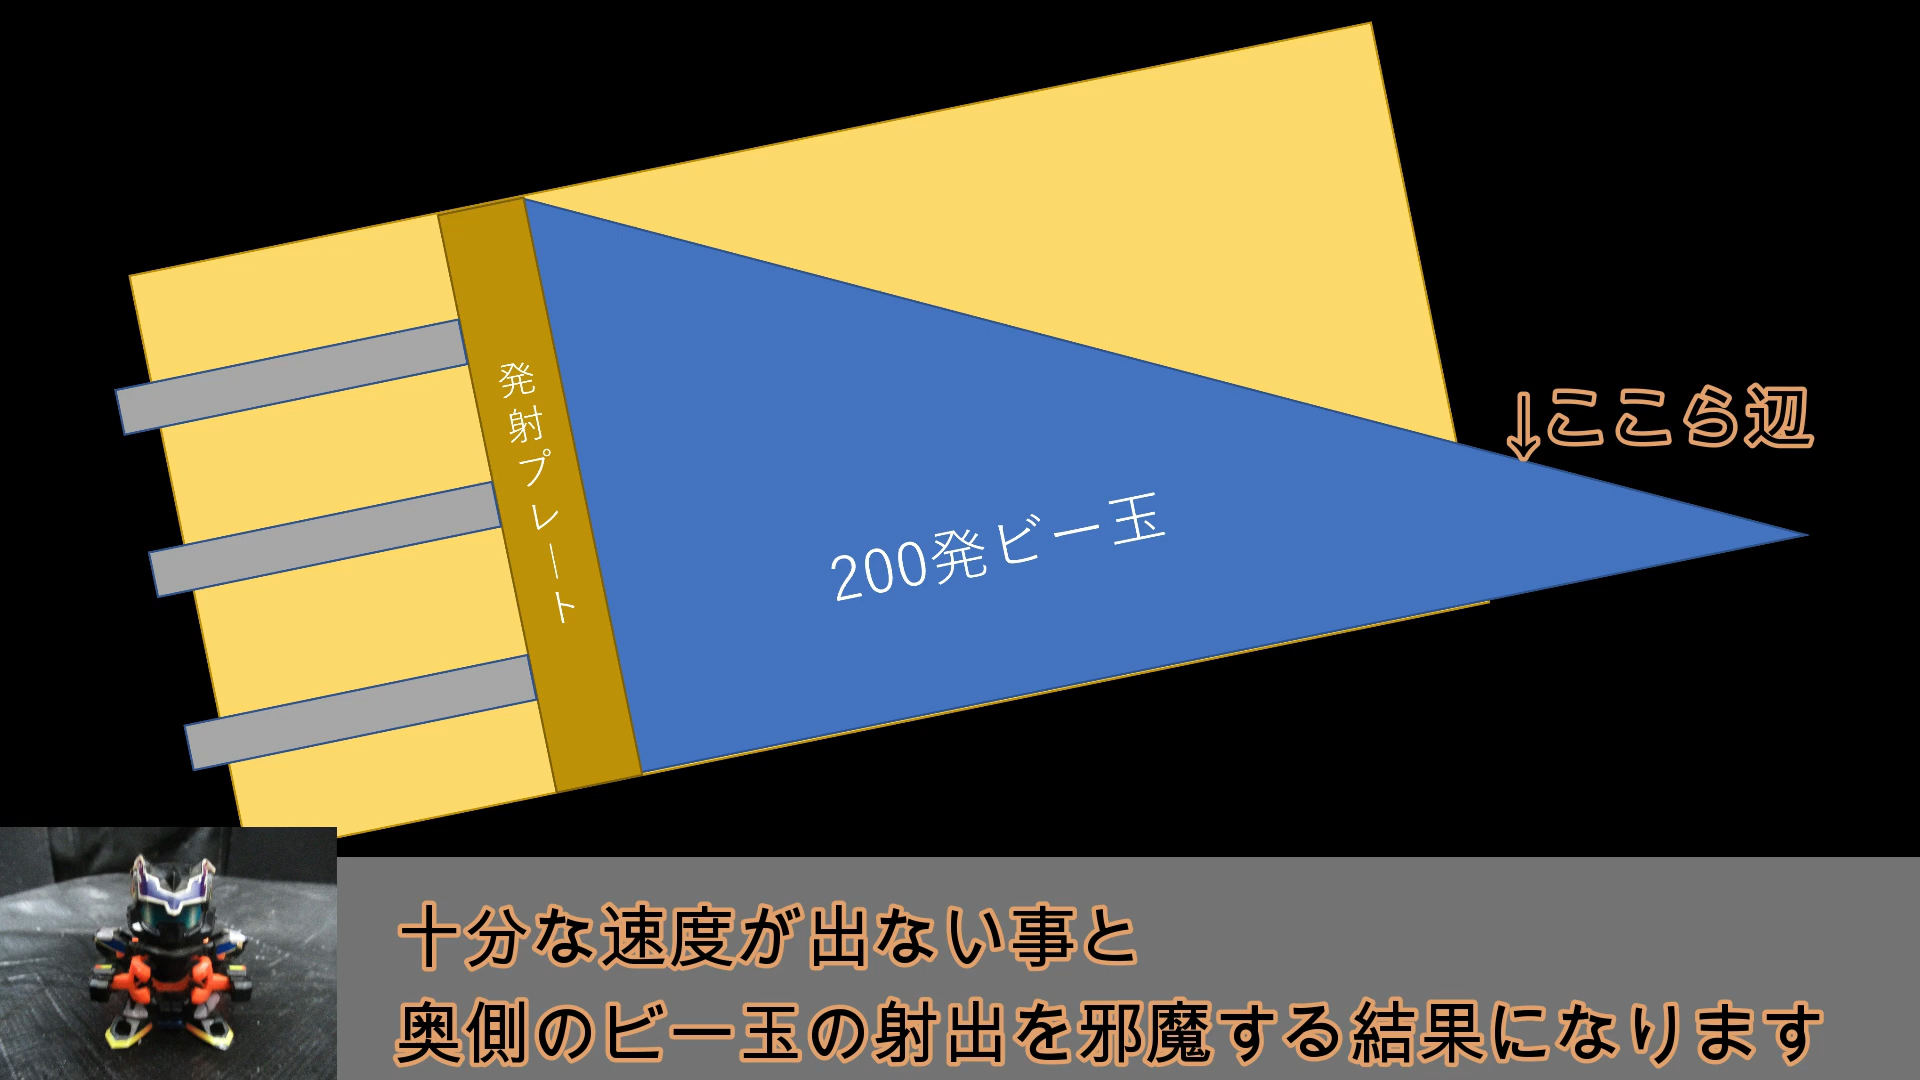 発射プレート
200発ビー玉
↓ここら辺
十分な速度が出ない事と
奥側のビー玉の射出を邪魔する結果になります